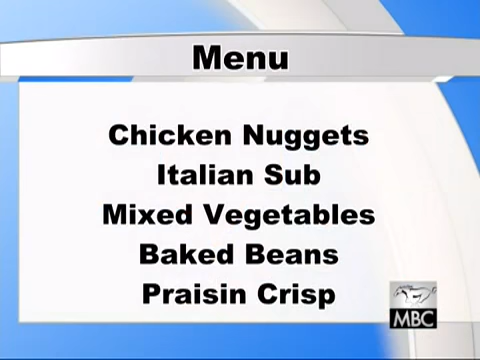 Menu
Chicken Nuggets
Italian Sub
Mixed Vegetables
Baked Beans
Praisin Crisp
MBC